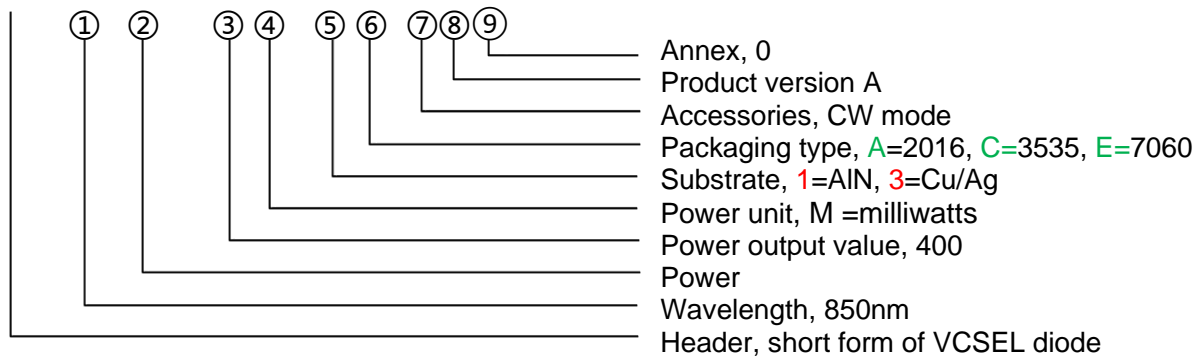 ① ② ③ ④ ⑤ ⑥ ⑦ ⑧ ⑨
Annex, 0
Product version A
Accessories, CW mode
Packaging type, A=2016, C=3535, E=7060
Substrate, 1=AlN, 3=Cu/Ag
Power unit, M =milliwatts
Power output value, 400
Power
Wavelength, 850nm
Header, short form of VCSEL diode